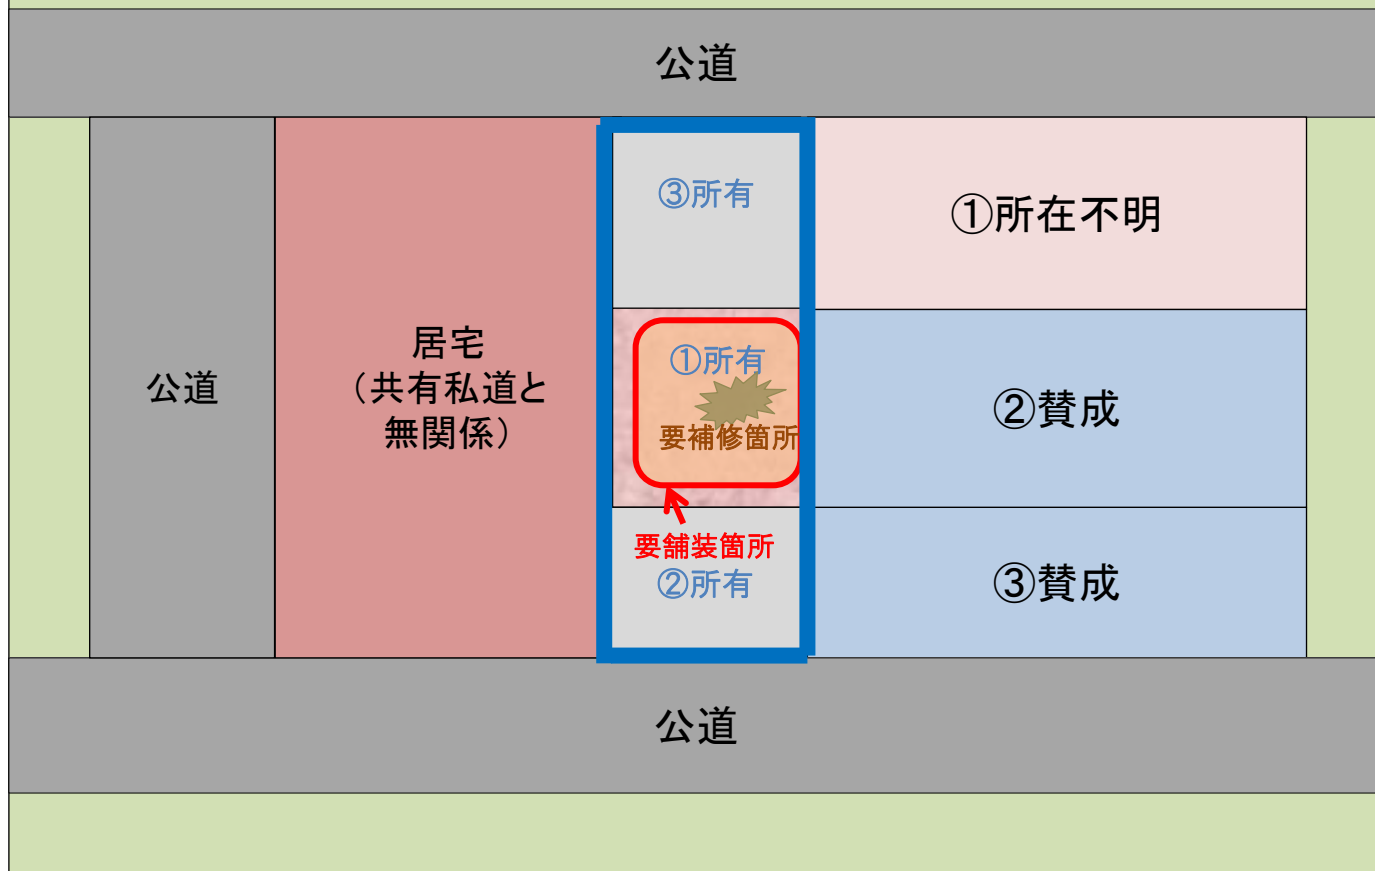 公道
③所有
①所在不明
居宅
（共有私道と
無関係）
公道
①所有
要補修箇所
②賛成
要舗装箇所
②所有
③賛成
公道